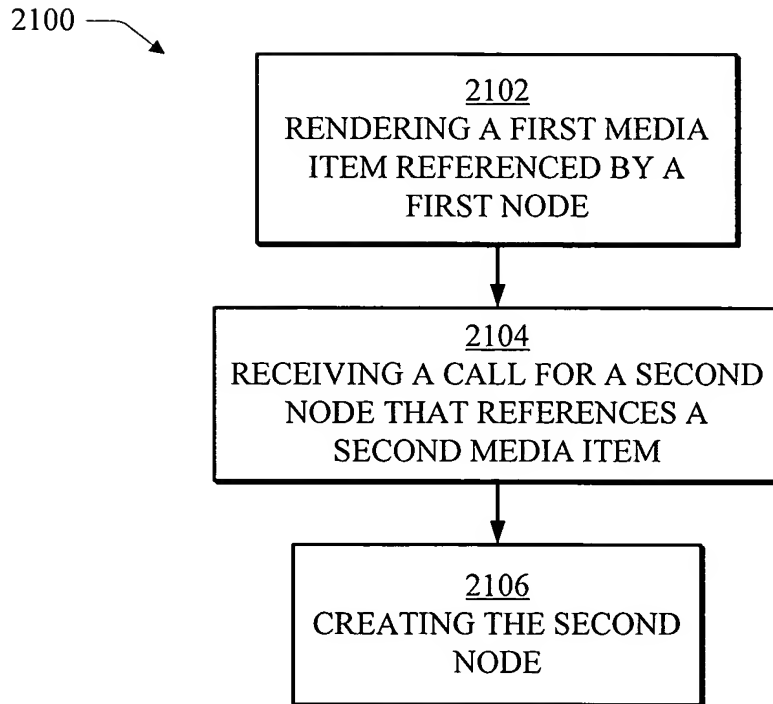 2100
2102
RENDERING A FIRST MEDIA
ITEM REFERENCED BY A
FIRST NODE
2104
RECEIVING A CALL FOR A SECOND
NODE THAT REFERENCES A
SECOND MEDIA ITEM
2106
CREATING THE SECOND
NODE